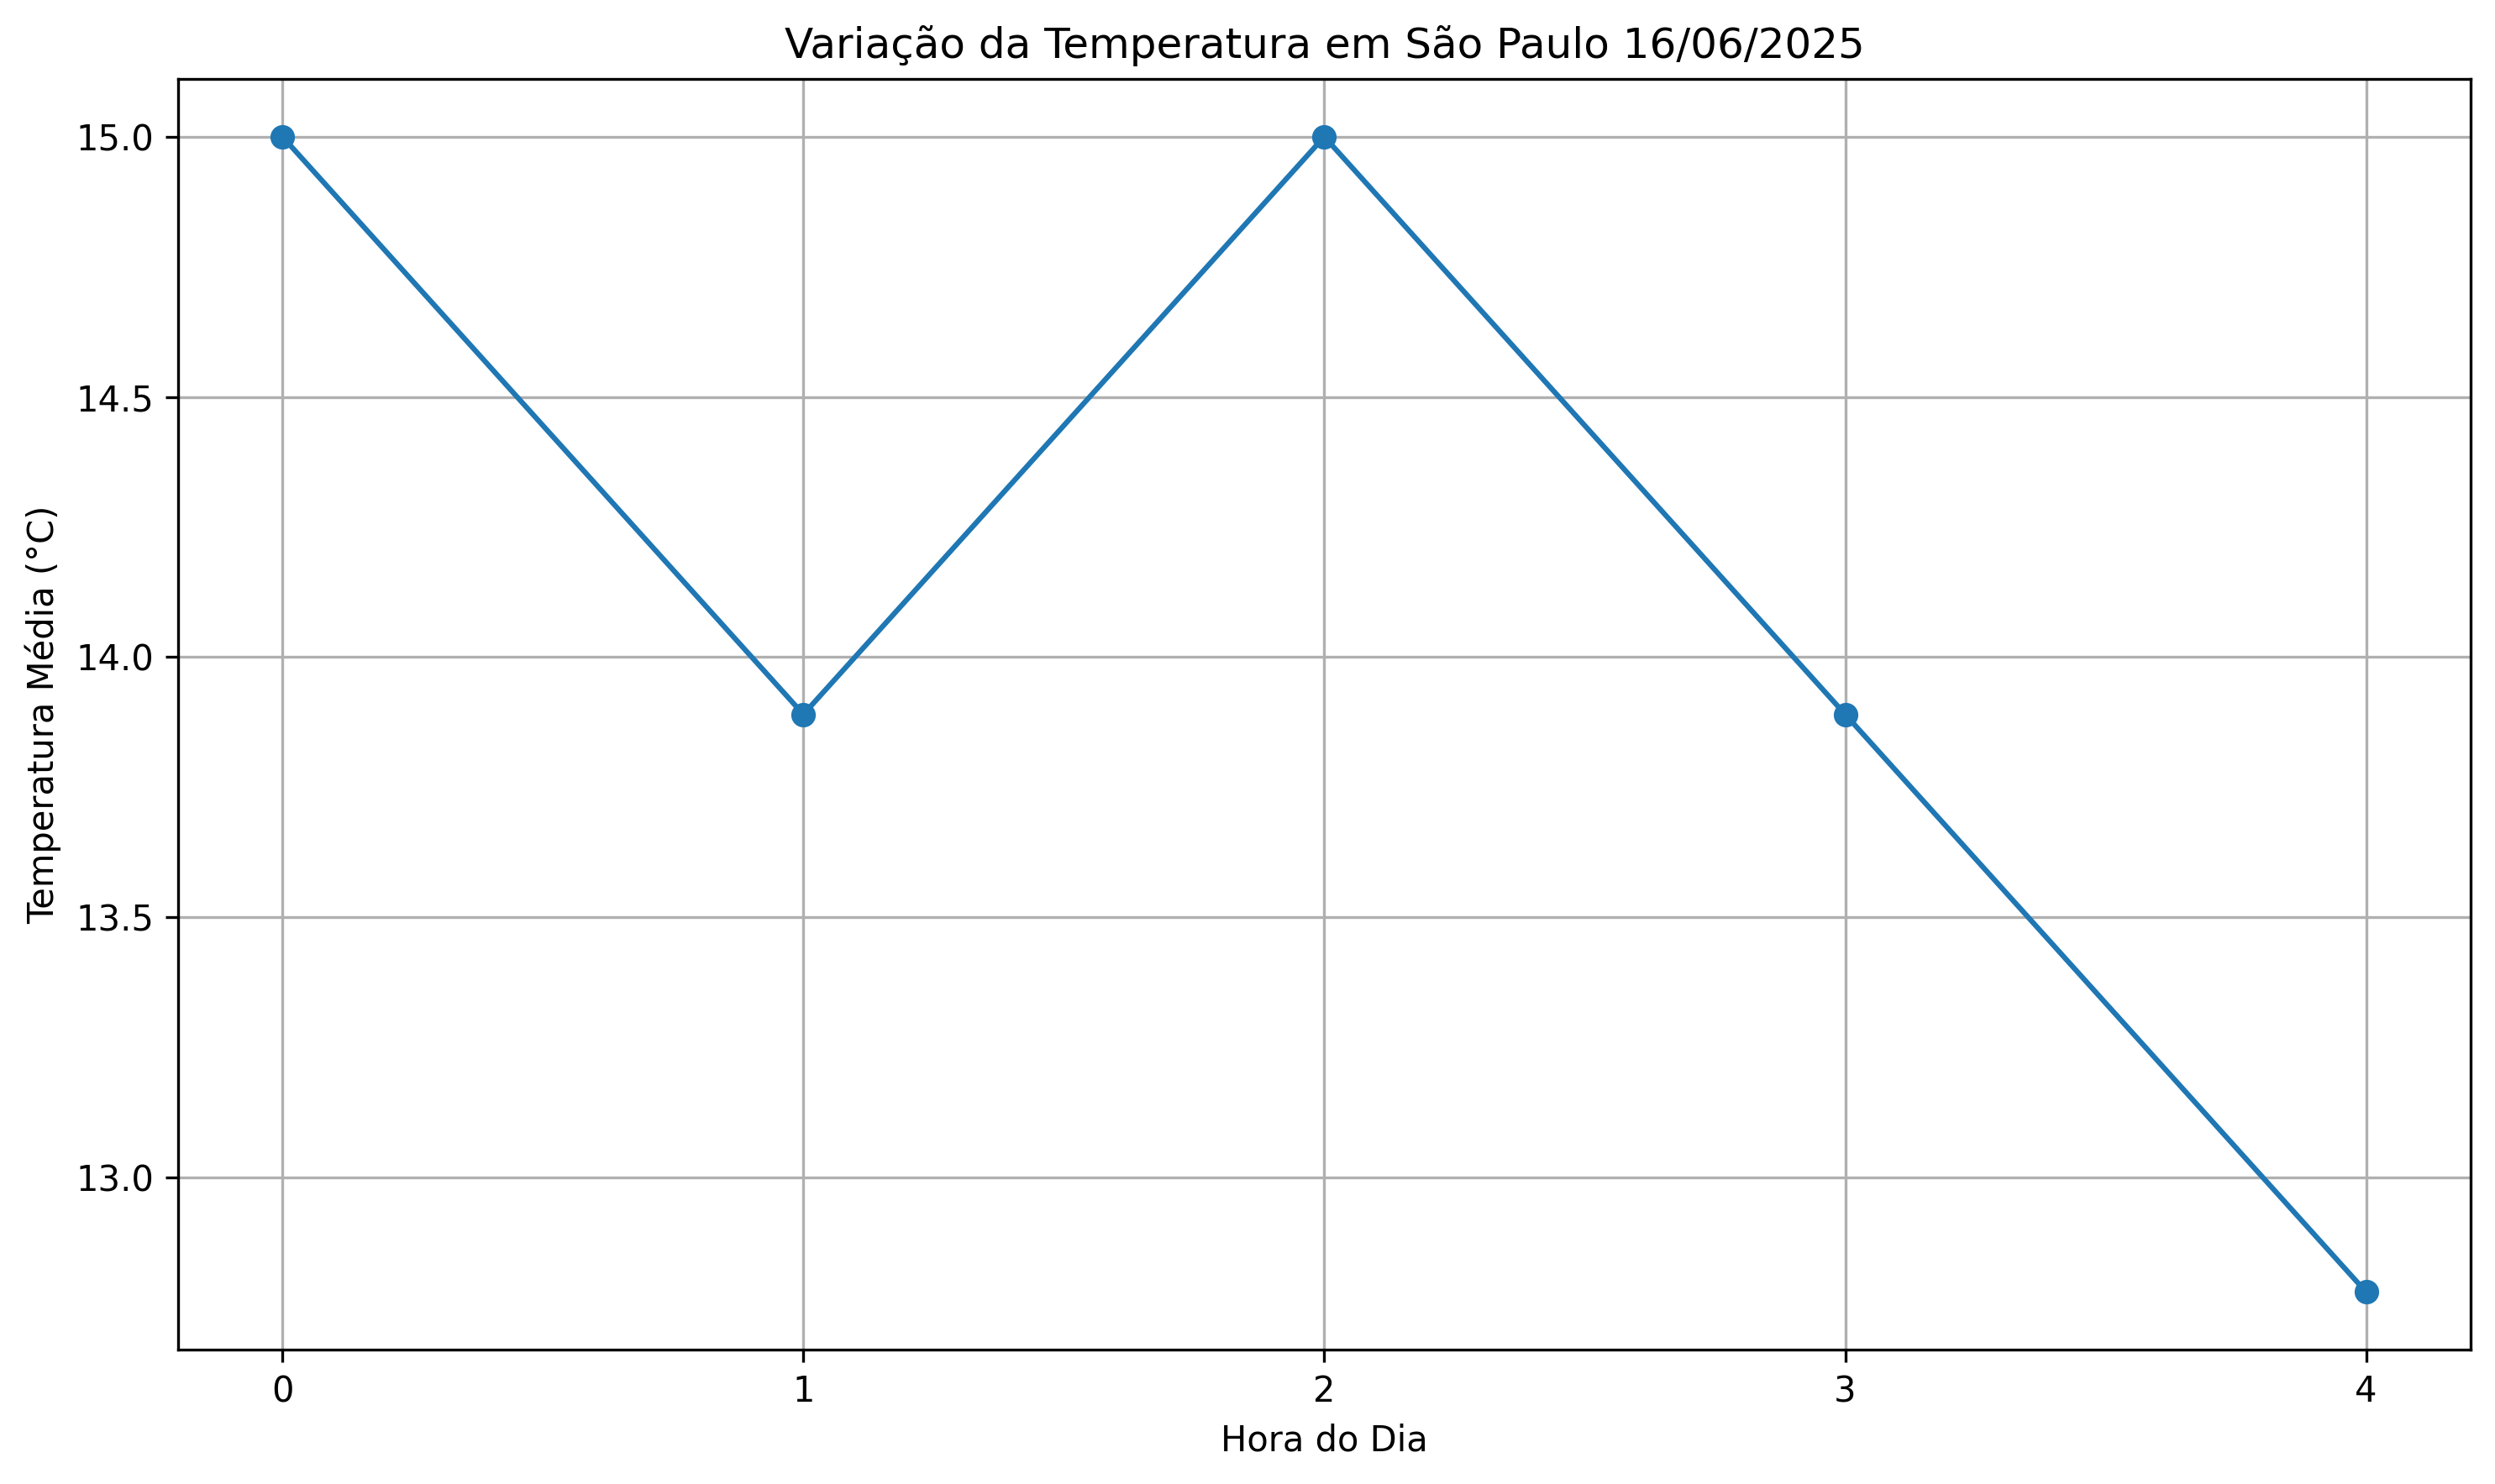 Variação da Temperatura em São Paulo 16/06/2025
15.0
14.5
14.0
13.5
13.0
Temperatura Média (°C)
0 1 2 3 4
Hora do Dia